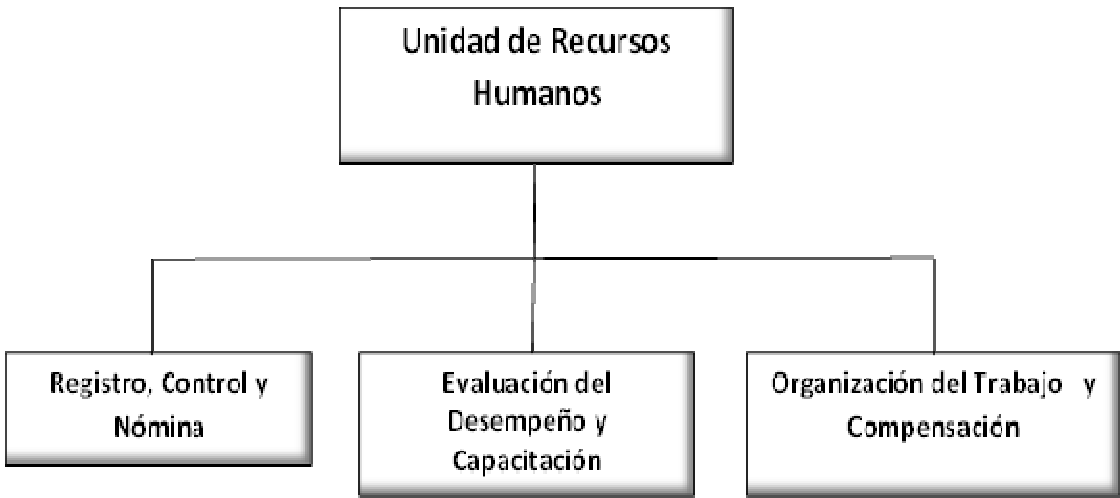 Unidad de Recursos
Humanos
Registro, Control y
Nómina
Evaluación del
Desempeño y
Capacitación
Organización del Trabajo y
Compensación